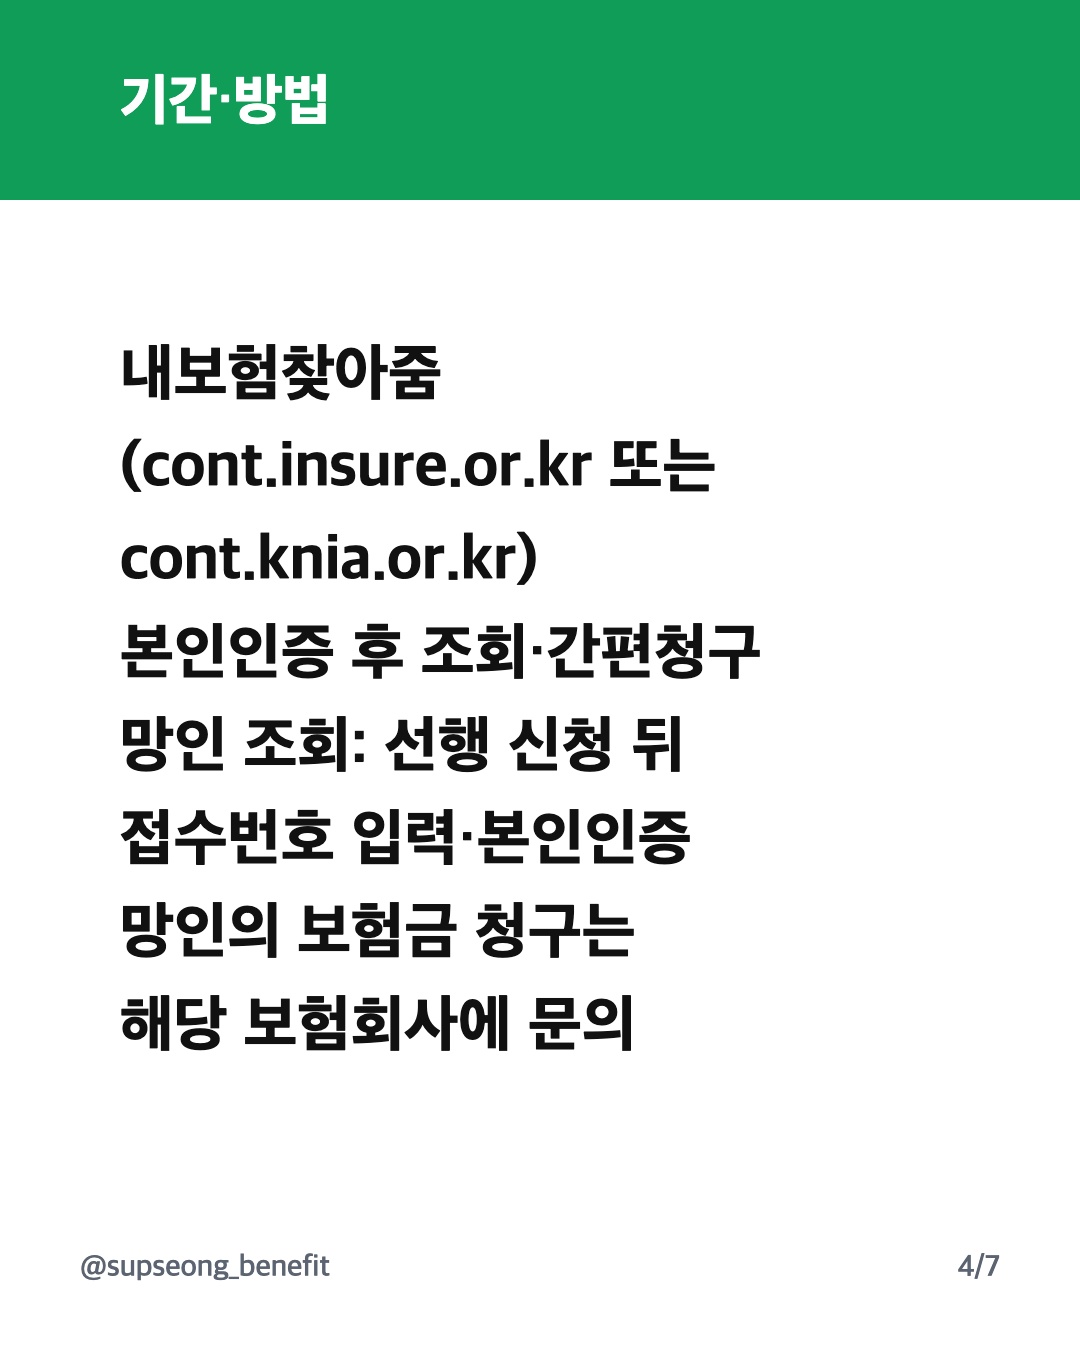 기간·방법
내보험찾아줌
(cont.insure.or.kr 또는
cont.knia.or.kr)
본인인증 후 조회·간편청구
망인 조회: 선행 신청 뒤
접수번호 입력·본인인증
망인의 보험금 청구는
해당 보험회사에 문의
@supseong_benefit
4/7